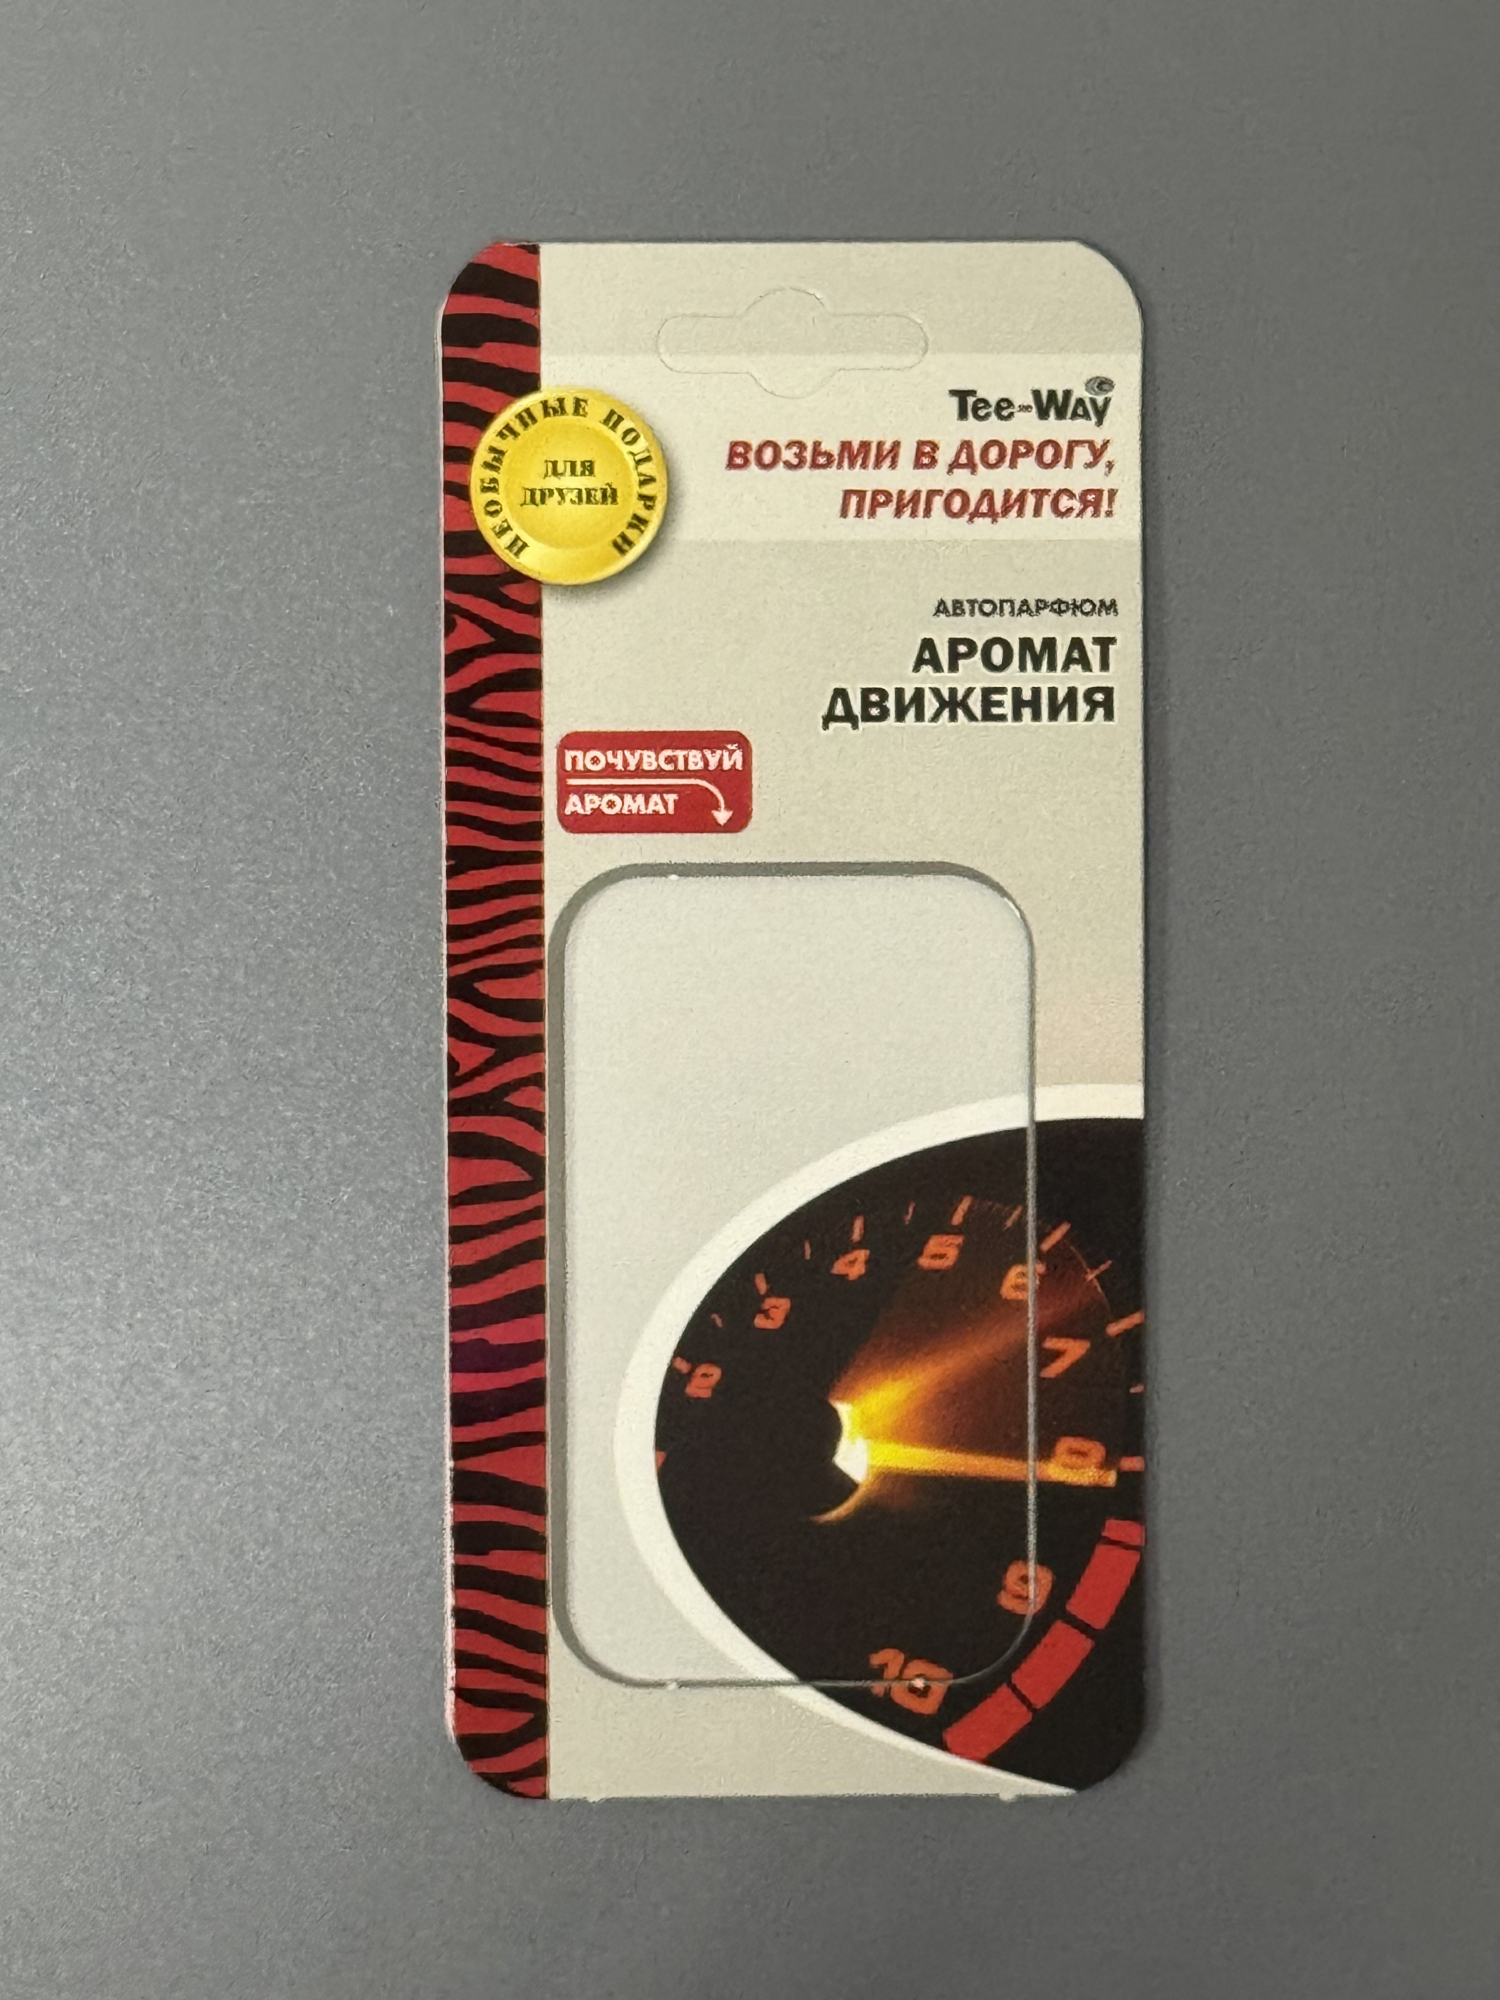 Tee-Way
ВОЗЬМИ В ДОРОГУ,
ПРИГОДИТСЯ!
НЕОБЫЧНЫЕ ПОДАРКИ
ДЛЯ
ДРУЗЕЙ
АВТОПАРФЮМ
АРОМАТ
ДВИЖЕНИЯ
ПОЧУВСТВУЙ
АРОМАТ
2
3
4
5
6
7
8
9
10